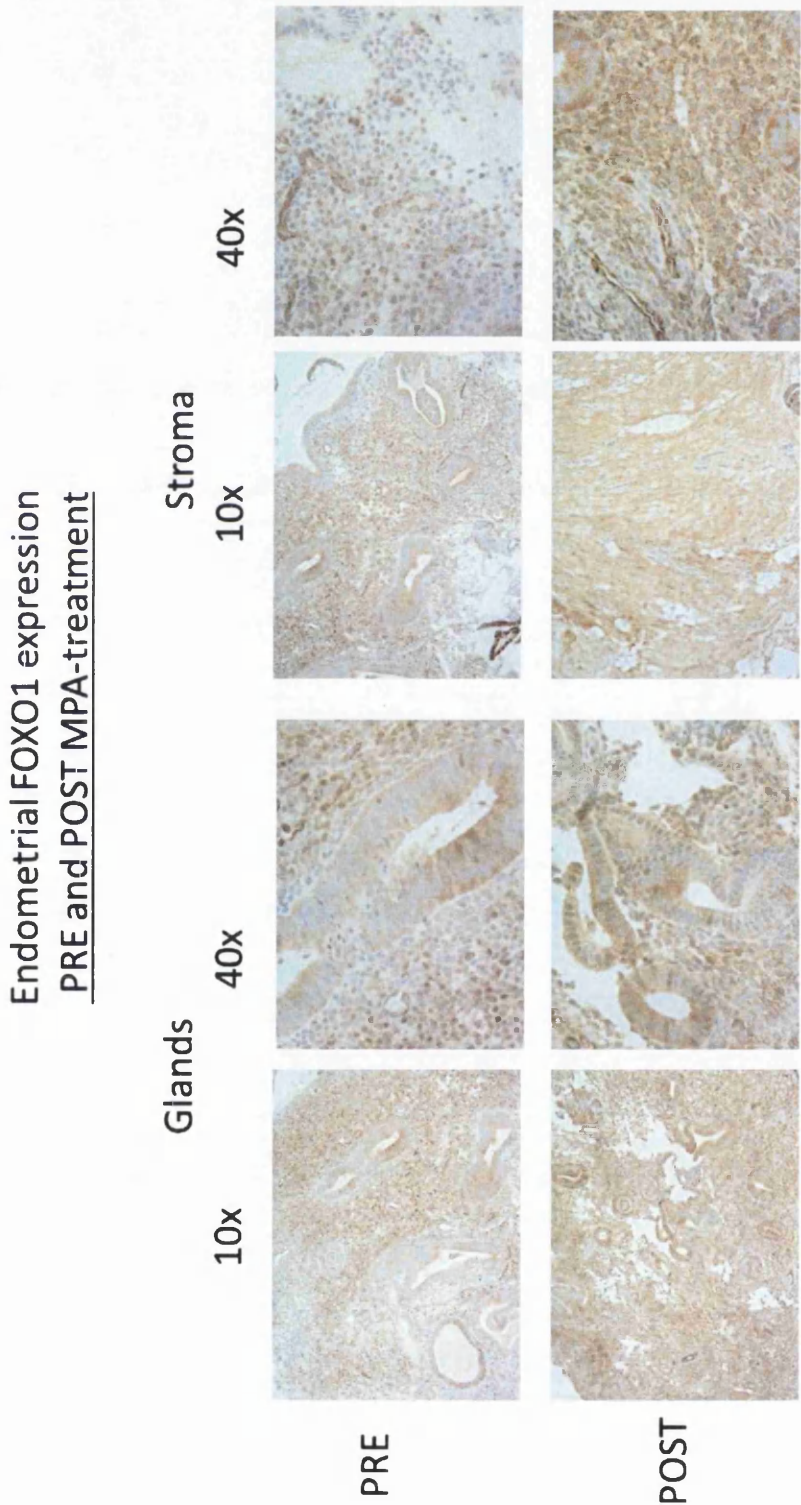 Endometrial FOXO1 expression
PRE and POST MPA-treatment
Glands
Stroma
10x
40x
10x
40x
PRE
POST